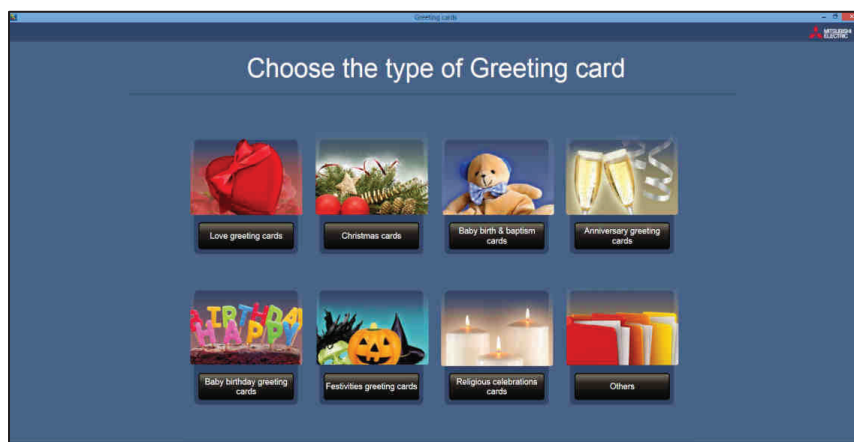 Greeting cards
MITSUBISHI
ELECTRIC
Choose the type of Greeting card
Love greeting cards
Christmas cards
Baby birth & baptism
cards
Anniversary greeting
cards
BIRTHDAY
HAPPY
Baby birthday greeting
cards
Festivities greeting cards
Religious celebrations
cards
Others